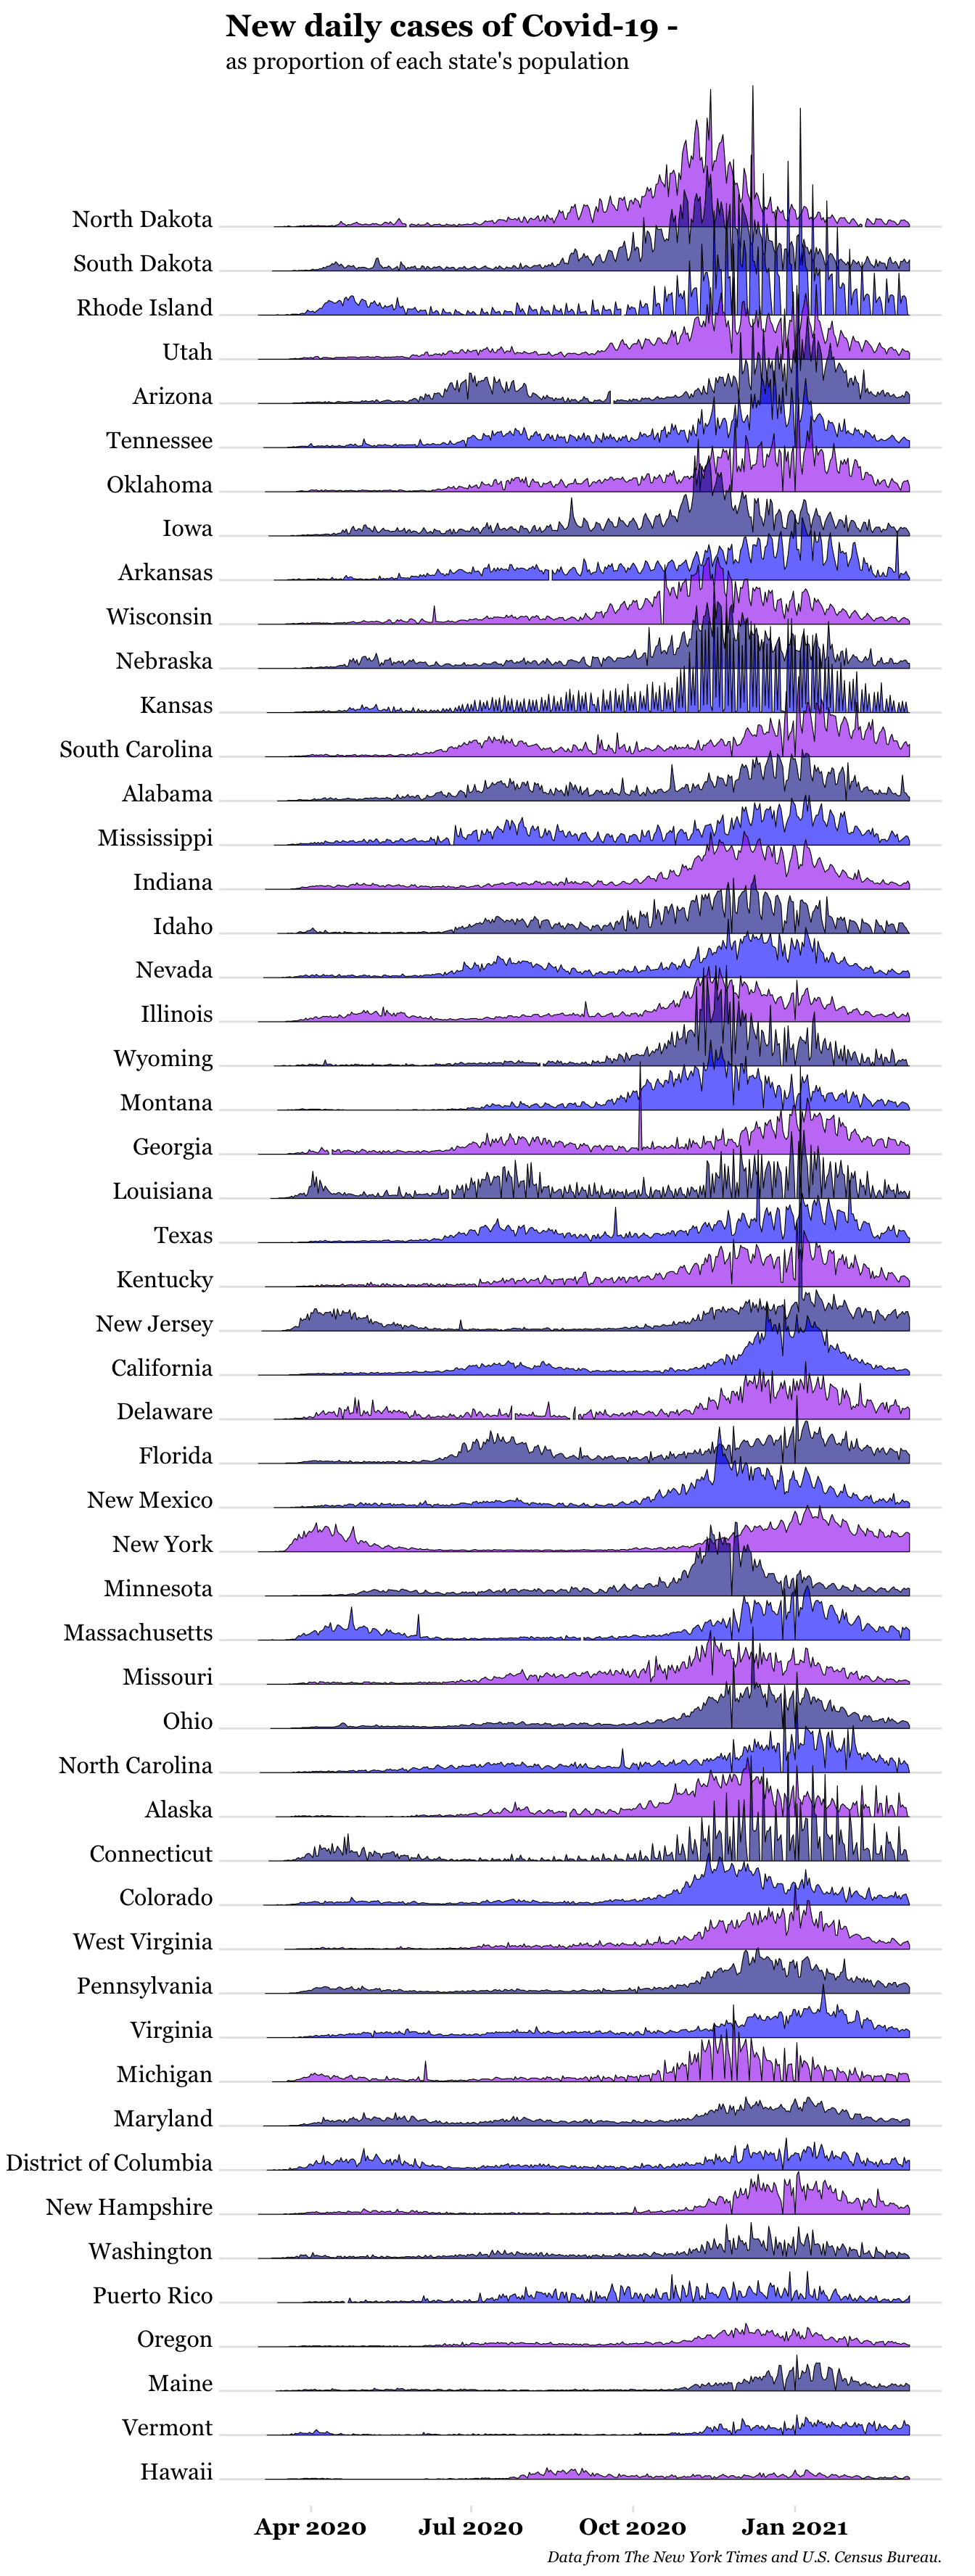 New daily cases of Covid-19 -
as proportion of each state's population
North Dakota
South Dakota
Rhode Island
Utah
Arizona
Tennessee
Oklahoma
Iowa
Arkansas
Wisconsin
Nebraska
Kansas
South Carolina
Alabama
Mississippi
Indiana
Idaho
Nevada
Illinois
Wyoming
Montana
Georgia
Louisiana
Texas
Kentucky
New Jersey
California
Delaware
Florida
New Mexico
New York
Minnesota
Massachusetts
Missouri
Ohio
North Carolina
Alaska
Connecticut
Colorado
West Virginia
Pennsylvania
Virginia
Michigan
Maryland
District of Columbia
New Hampshire
Washington
Puerto Rico
Oregon
Maine
Vermont
Hawaii
Apr 2020 Jul 2020 Oct 2020 Jan 2021
Data from The New York Times and U.S. Census Bureau.